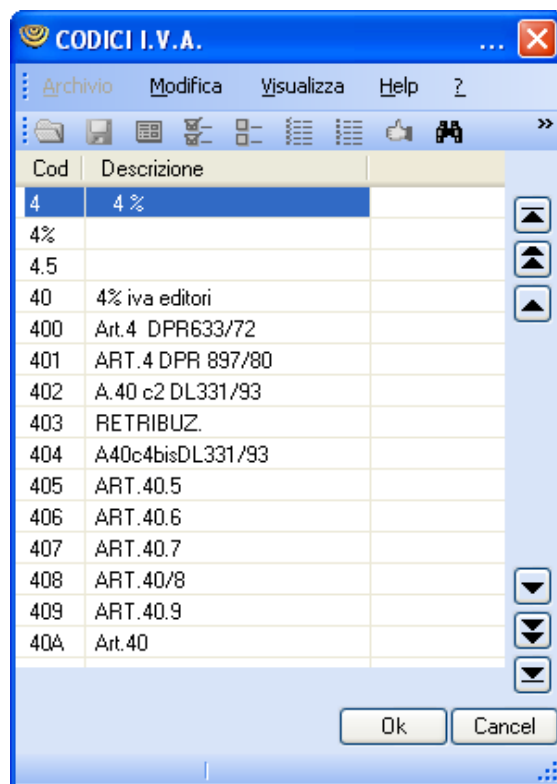 CODICI I.V.A. ...
Archivio Modifica Visualizza Help ?
»
Cod Descrizione
4 4 %
4%
4.5
40 4% iva editori
400 Art.4 DPR633/72
401 ART.4 DPR 897/80
402 A.40 c2 DL331/93
403 RETRIBUZ.
404 A40c4bisDL331/93
405 ART.40.5
406 ART.40.6
407 ART.40.7
408 ART.40/8
409 ART.40.9
40A Art.40
Ok Cancel